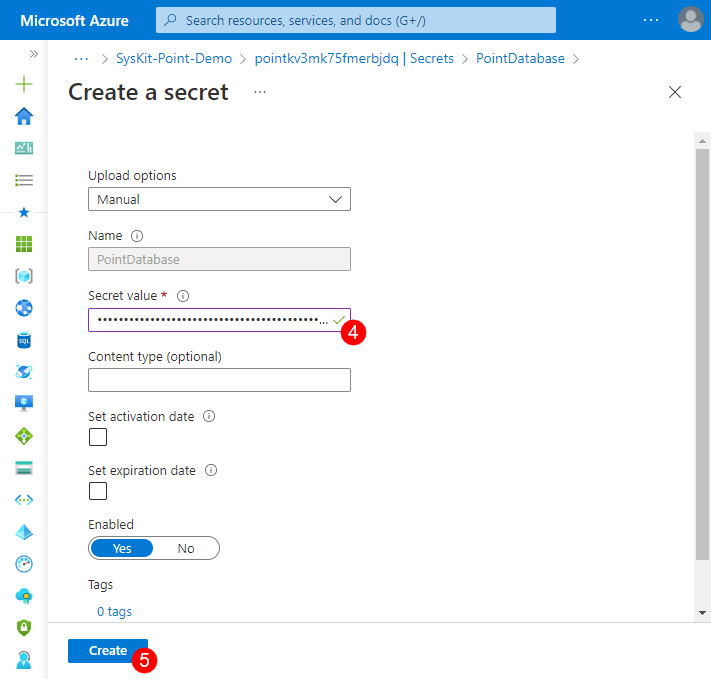 Microsoft Azure
Search resources, services, and docs (G+/)
...
» ... > SysKit-Point-Demo > pointkv3mk75fmerbjdq | Secrets > PointDatabase >
Create a secret ...
Upload options
Manual
Name
PointDatabase
Secret value *
••••••••••••••••••••••••••••••••••••••••••... 
4
Content type (optional)
Set activation date
Set expiration date
Enabled
Yes No
Tags
0 tags
SQL
Create
5